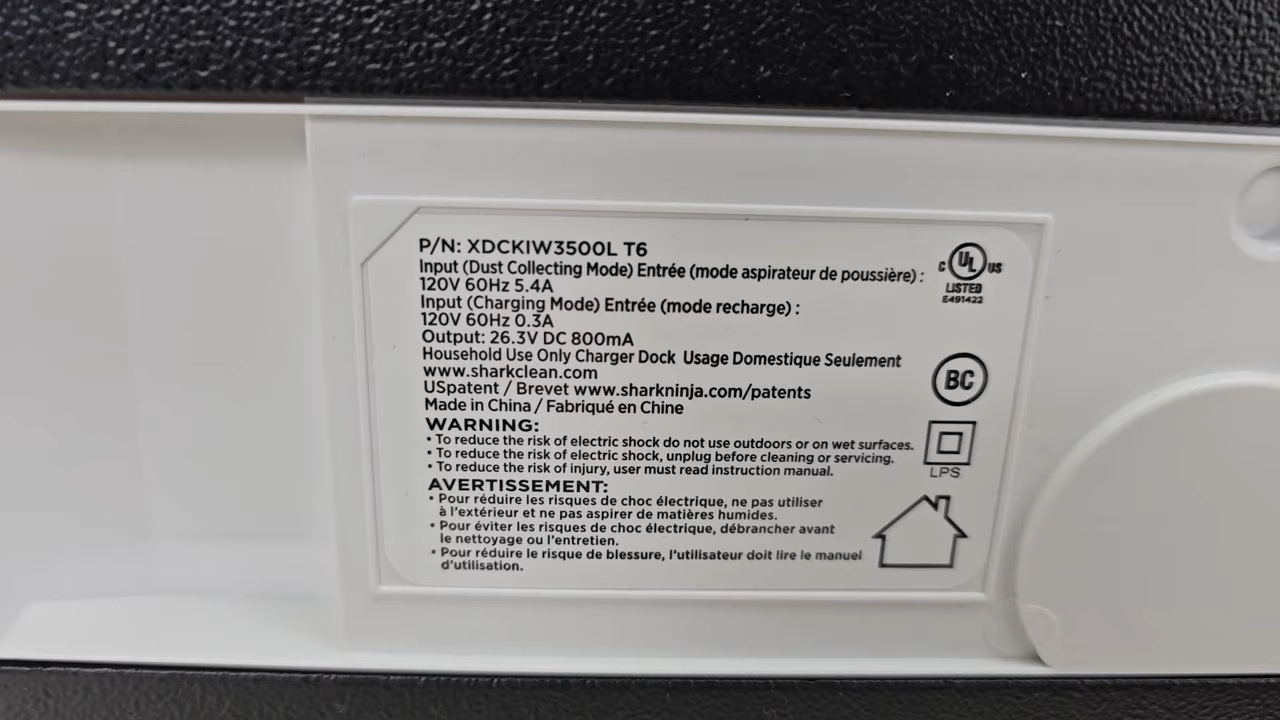 P/N: XDCKIW3500L T6
Input (Dust Collecting Mode) Entrée (mode aspirateur de poussière) :
120V 60Hz 5.4A
Input (Charging Mode) Entrée (mode recharge) :
120V 60Hz 0.3A
Output: 26.3V DC 800mA
Household Use Only Charger Dock Usage Domestique Seulement
www.sharkclean.com
USpatent / Brevet www.sharkninja.com/patents
Made in China / Fabriqué en Chine
WARNING:
• To reduce the risk of electric shock do not use outdoors or on wet surfaces.
• To reduce the risk of electric shock, unplug before cleaning or servicing.
• To reduce the risk of injury, user must read instruction manual.
AVERTISSEMENT:
• Pour réduire les risques de choc électrique, ne pas utiliser
à l'extérieur et ne pas aspirer de matières humides.
• Pour éviter les risques de choc électrique, débrancher avant
le nettoyage ou l'entretien.
• Pour réduire le risque de blessure, l'utilisateur doit lire le manuel
d'utilisation.
C UL US
LISTED
E491422
BC
LPS